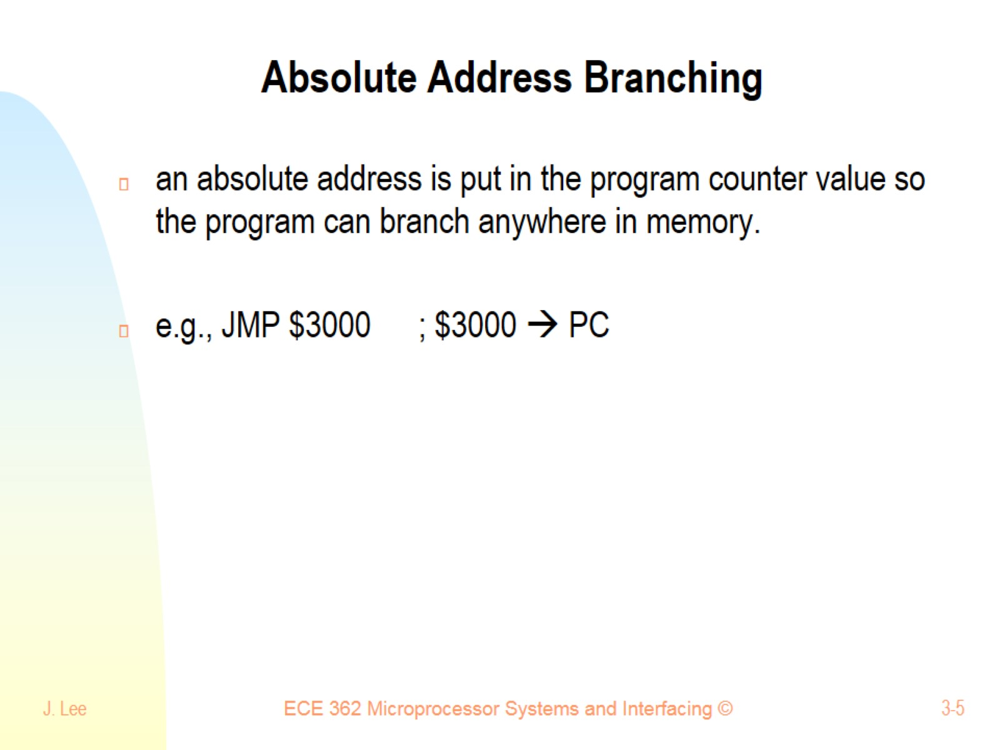 Absolute Address Branching
an absolute address is put in the program counter value so
the program can branch anywhere in memory.
e.g., JMP $3000 ; $3000 → PC
J. Lee
ECE 362 Microprocessor Systems and Interfacing ©
3-5